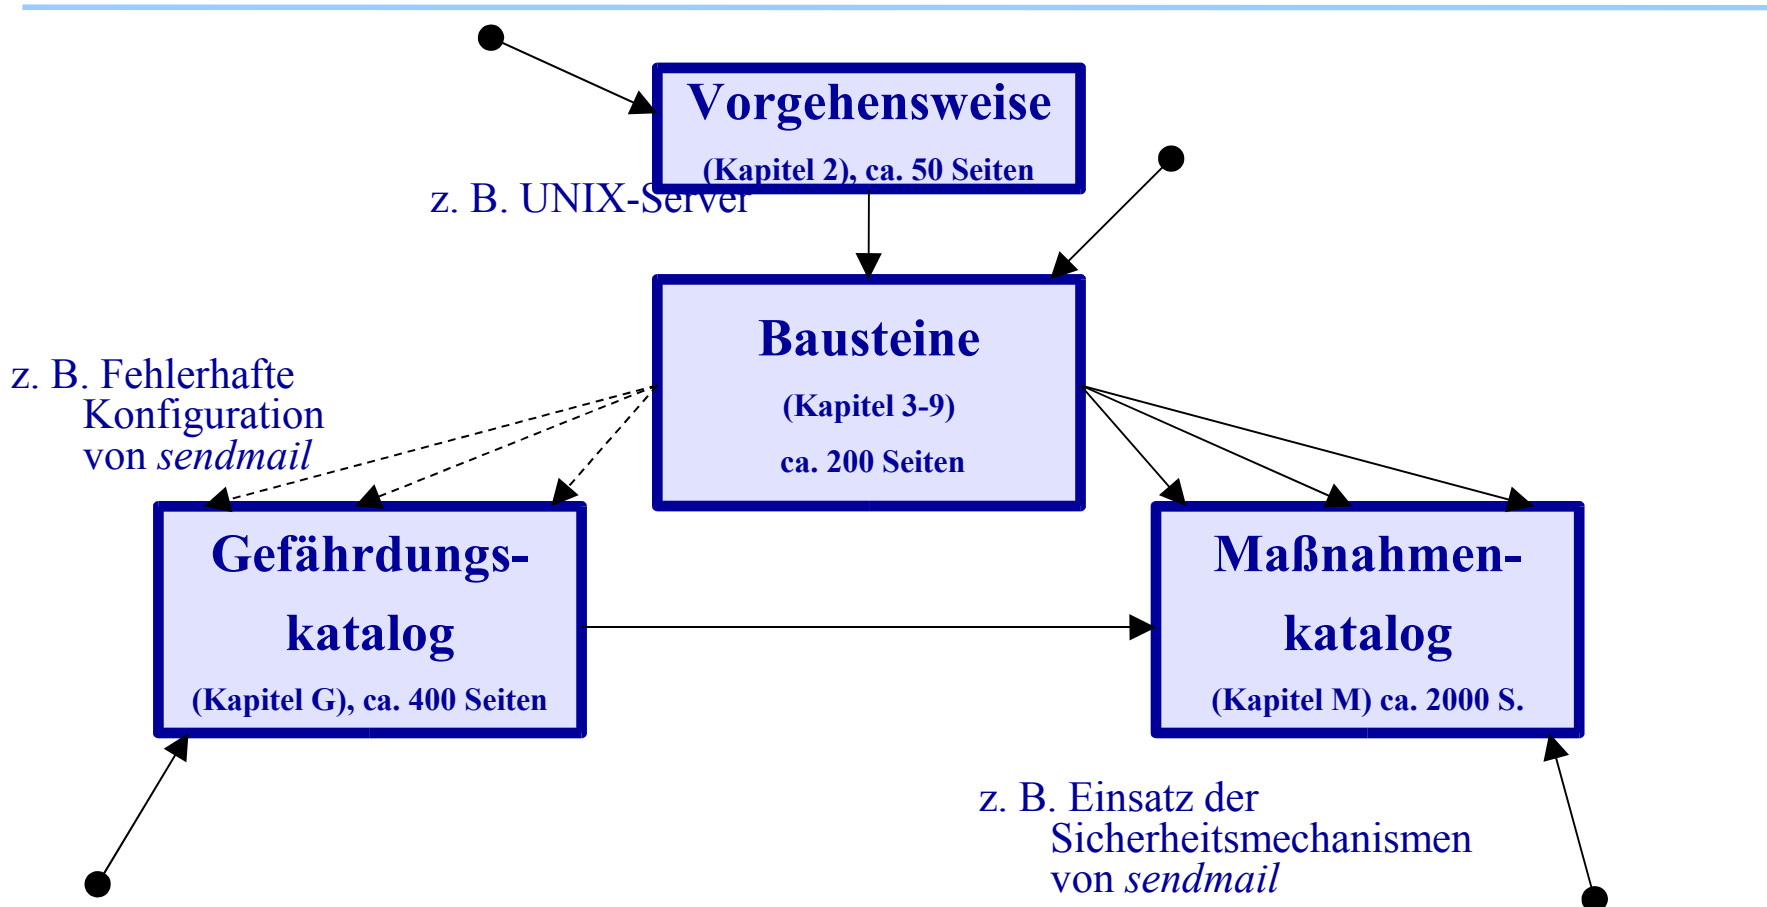 Vorgehensweise
(Kapitel 2), ca. 50 Seiten
z. B. UNIX-Server
Bausteine
(Kapitel 3-9)
ca. 200 Seiten
z. B. Fehlerhafte
Konfiguration
von sendmail
Gefährdungs-
katalog
(Kapitel G), ca. 400 Seiten
Maßnahmen-
katalog
(Kapitel M) ca. 2000 S.
z. B. Einsatz der
Sicherheitsmechanismen
von sendmail